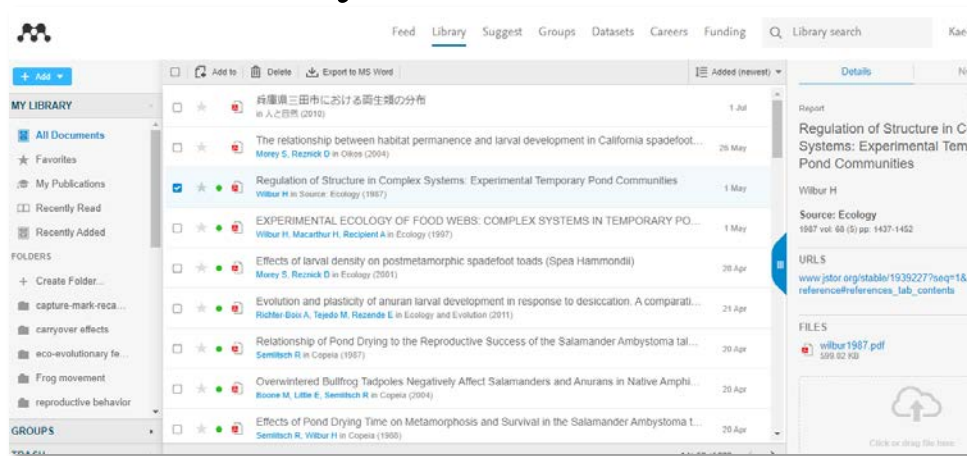 Feed Library Suggest Groups Datasets Careers Funding Library search Kae
+ Add
Add to Delete Export to MS Word Added (newest) Details N
MY LIBRARY
All Documents
Favorites
My Publications
Recently Read
Recently Added
FOLDERS
+ Create Folder...
capture-mark-reca...
carryover effects
eco-evolutionary fe...
Frog movement
reproductive behavior
GROUPS
兵庫県三田市における両生類の分布
in 人と自然 (2010)
1 Jul
The relationship between habitat permanence and larval development in California spadefoot...
Morey S, Reznick D in Oikos (2004)
26 May
Regulation of Structure in Complex Systems: Experimental Temporary Pond Communities
Wilbur H in Source: Ecology (1987)
1 May
EXPERIMENTAL ECOLOGY OF FOOD WEBS: COMPLEX SYSTEMS IN TEMPORARY PO...
Wilbur H, Macarthur H, Recipient A in Ecology (1997)
1 May
Effects of larval density on postmetamorphic spadefoot toads (Spea Hammondii)
Morey S, Reznick D in Ecology (2001)
28 Apr
Evolution and plasticity of anuran larval development in response to desiccation. A comparati...
Richter-Boix A, Tejedo M, Rezende E in Ecology and Evolution (2011)
21 Apr
Relationship of Pond Drying to the Reproductive Success of the Salamander Ambystoma tal...
Semlitsch R in Copeia (1987)
20 Apr
Overwintered Bullfrog Tadpoles Negatively Affect Salamanders and Anurans in Native Amphi...
Boone M, Little E, Semlitsch R in Copeia (2004)
20 Apr
Effects of Pond Drying Time on Metamorphosis and Survival in the Salamander Ambystoma t...
Semlitsch R, Wilbur H in Copeia (1988)
20 Apr
Report
Regulation of Structure in C
Systems: Experimental Tem
Pond Communities
Wilbur H
Source: Ecology
1987 vol: 68 (5) pp: 1437-1452
URLS
www.jstor.org/stable/1939227?seq=1&
reference#references_tab_contents
FILES
wilbur1987.pdf
599.02 KB
Click or drag file here